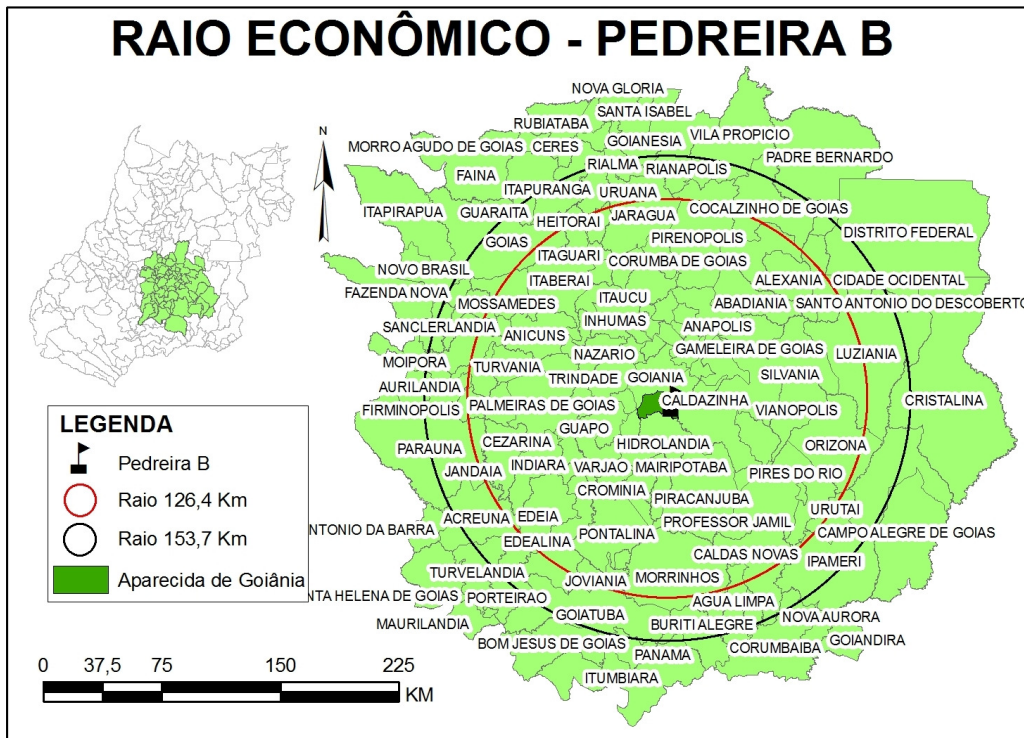 RAIO ECONÔMICO - PEDREIRA B
NOVA GLORIA
SANTA ISABEL
RUBIATABA
VILA PROPICIO
GOIANESIA
MORRO AGUDO DE GOIAS
CERES
PADRE BERNARDO
RIALMA
RIANAPOLIS
FAINA
ITAPURANGA
URUANA
ITAPIRAPUA
GUARAITA
HEITORAI
JARAGUA
COCALZINHO DE GOIAS
DISTRITO FEDERAL
GOIAS
PIRENOPOLIS
ITAGUARI
CORUMBA DE GOIAS
NOVO BRASIL
ITABERAI
ALEXANIA
CIDADE OCIDENTAL
FAZENDA NOVA
MOSSAMEDES
ITAUCU
ABADIANIA
SANTO ANTONIO DO DESCOBERTO
SANCLERLANDIA
ANICUNS
INHUMAS
ANAPOLIS
MOIPORA
TURVANIA
NAZARIO
GAMELEIRA DE GOIAS
LUZIANIA
AURILANDIA
TRINDADE
GOIANIA
SILVANIA
FIRMINOPOLIS
PALMEIRAS DE GOIAS
CALDAZINHA
VIANOPOLIS
CRISTALINA
GUAPO
PARAUNA
CEZARINA
HIDROLANDIA
ORIZONA
JANDAIA
INDIARA
VARJAO
MAIRIPOTABA
PIRES DO RIO
CROMINIA
PIRACANJUBA
URUTAI
ACREUNA
EDEIA
PROFESSOR JAMIL
NTONIO DA BARRA
EDEALINA
PONTALINA
CAMPO ALEGRE DE GOIAS
CALDAS NOVAS
IPAMERI
TURVELANDIA
JOVIANIA
MORRINHOS
NTA HELENA DE GOIAS
PORTEIRAO
AGUA LIMPA
MAURILANDIA
GOIATUBA
BURITI ALEGRE
NOVA AURORA
BOM JESUS DE GOIAS
PANAMA
CORUMBAIBA
GOIANDIRA
ITUMBIARA
N
LEGENDA
Pedreira B
Raio 126,4 Km
Raio 153,7 Km
Aparecida de Goiânia
0 37,5 75 150 225
KM